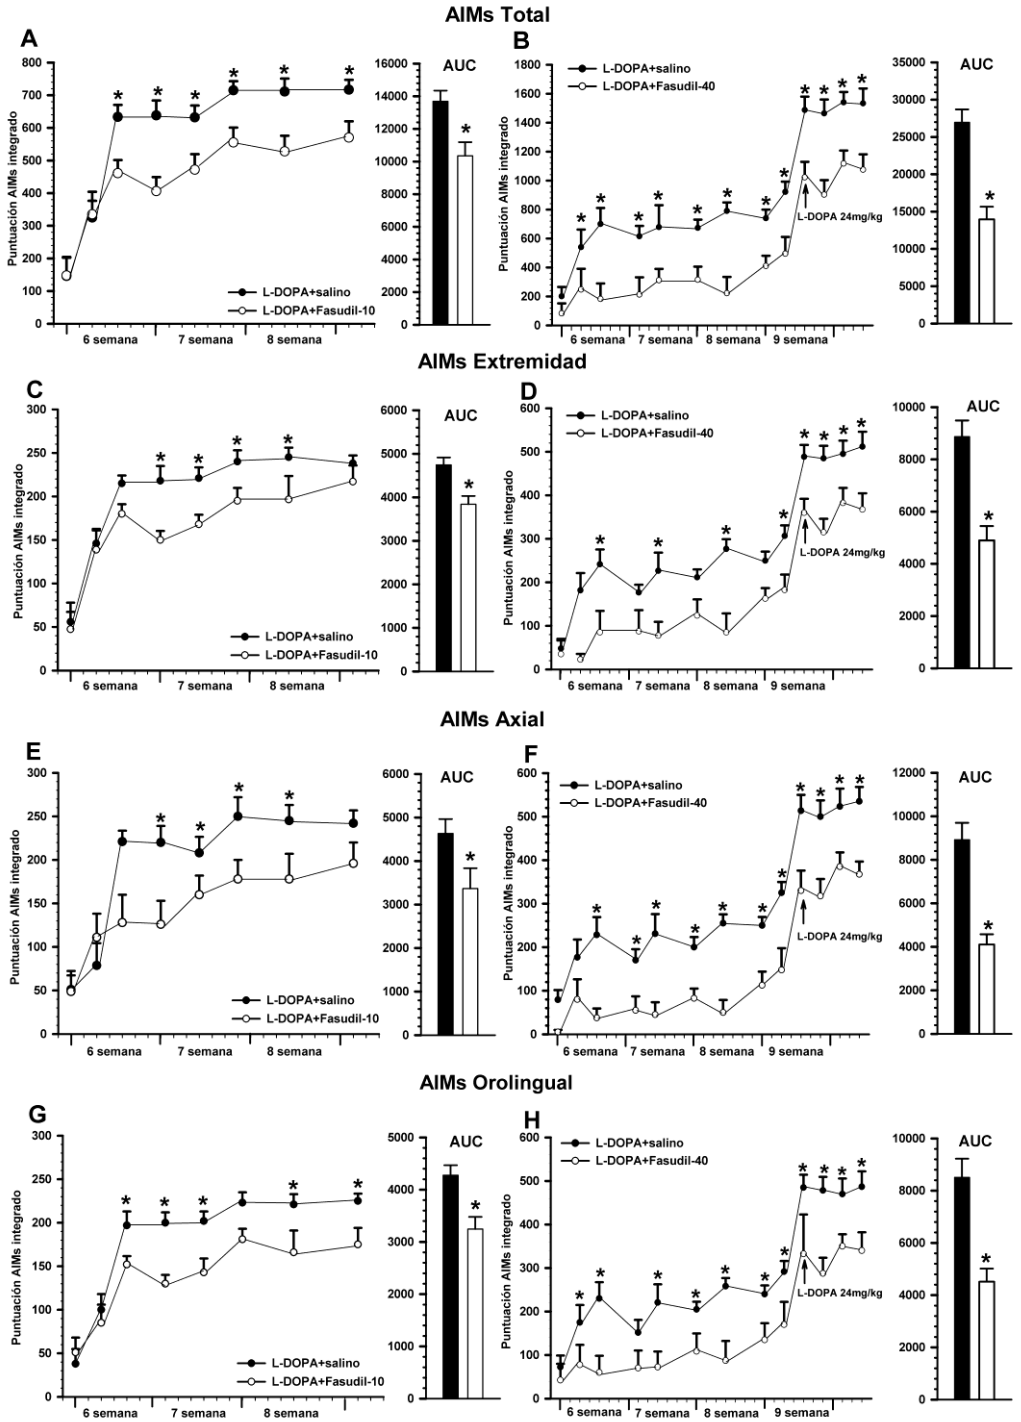 AIMs Total
A
Puntuación AIMs integrado
800
700
600
500
400
300
200
100
0
* * * * * *
L-DOPA+salino
L-DOPA+Fasudil-10
6 semana 7 semana 8 semana
AUC
16000
14000
12000
10000
8000
6000
4000
2000
0
*
B
Puntuación AIMs integrado
1800
1600
1400
1200
1000
800
600
400
200
0
L-DOPA+salino
L-DOPA+Fasudil-40
* * * * * * * * * * *
L-DOPA 24mg/kg
6 semana 7 semana 8 semana 9 semana
AUC
35000
30000
25000
20000
15000
10000
5000
0
*
AIMs Extremidad
C
Puntuación AIMs integrado
300
250
200
150
100
50
0
* * * *
L-DOPA+salino
L-DOPA+Fasudil-10
6 semana 7 semana 8 semana
AUC
6000
5000
4000
3000
2000
1000
0
*
D
Puntuación AIMs integrado
600
500
400
300
200
100
0
L-DOPA+salino
L-DOPA+Fasudil-40
* * * * * * * *
L-DOPA 24mg/kg
6 semana 7 semana 8 semana 9 semana
AUC
10000
8000
6000
4000
2000
0
*
AIMs Axial
E
Puntuación AIMs integrado
300
250
200
150
100
50
0
* * * *
L-DOPA+salino
L-DOPA+Fasudil-10
6 semana 7 semana 8 semana
AUC
6000
5000
4000
3000
2000
1000
0
*
F
Puntuación AIMs integrado
600
500
400
300
200
100
0
L-DOPA+salino
L-DOPA+Fasudil-40
* * * * * * * * * * *
L-DOPA 24mg/kg
6 semana 7 semana 8 semana 9 semana
AUC
12000
10000
8000
6000
4000
2000
0
*
AIMs Orolingual
G
Puntuación AIMs integrado
300
250
200
150
100
50
0
* * * * *
L-DOPA+salino
L-DOPA+Fasudil-10
6 semana 7 semana 8 semana
AUC
5000
4000
3000
2000
1000
0
*
H
Puntuación AIMs integrado
600
500
400
300
200
100
0
L-DOPA+salino
L-DOPA+Fasudil-40
* * * * * * * * * * *
L-DOPA 24mg/kg
6 semana 7 semana 8 semana 9 semana
AUC
10000
8000
6000
4000
2000
0
*